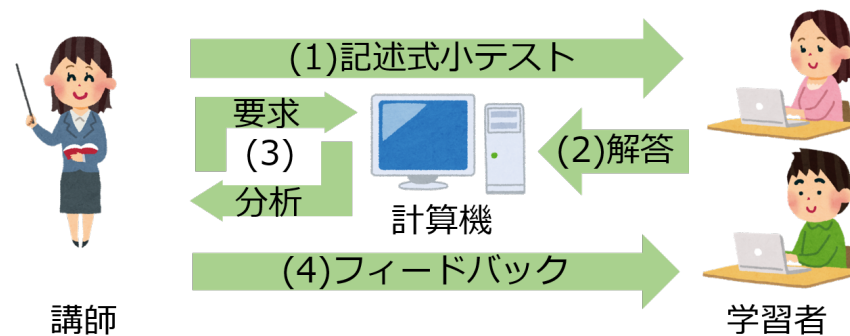 (1)記述式小テスト
要求
(3)
分析
(2)解答
計算機
(4)フィードバック
講師
学習者